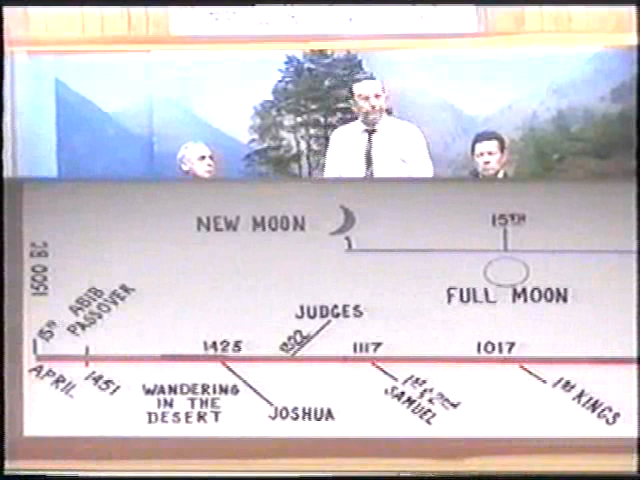 NEW MOON
15TH
FULL MOON
1500 BC
15TH ABIB
PASSOVER
JUDGES
1425
1322
1117
1017
APRIL
1451
WANDERING
IN THE
DESERT
JOSHUA
1ST & 2ND
SAMUEL
1ST KINGS